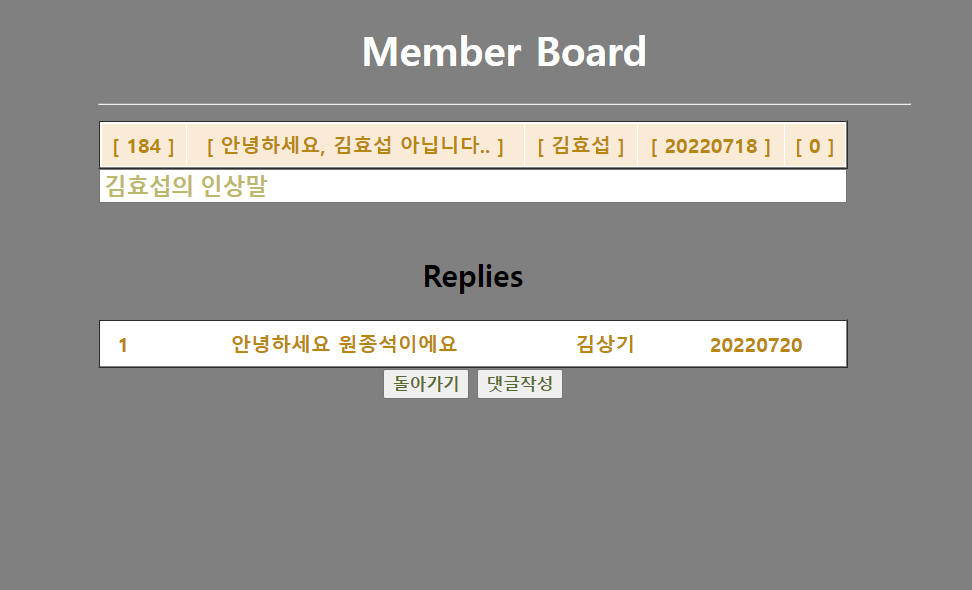 Member Board
[ 184 ] [ 안녕하세요, 김효섭 아닙니다.. ] [ 김효섭 ] [ 20220718 ] [ 0 ]
김효섭의 인상말
Replies
1 안녕하세요 원종석이에요 김상기 20220720
돌아가기 댓글작성